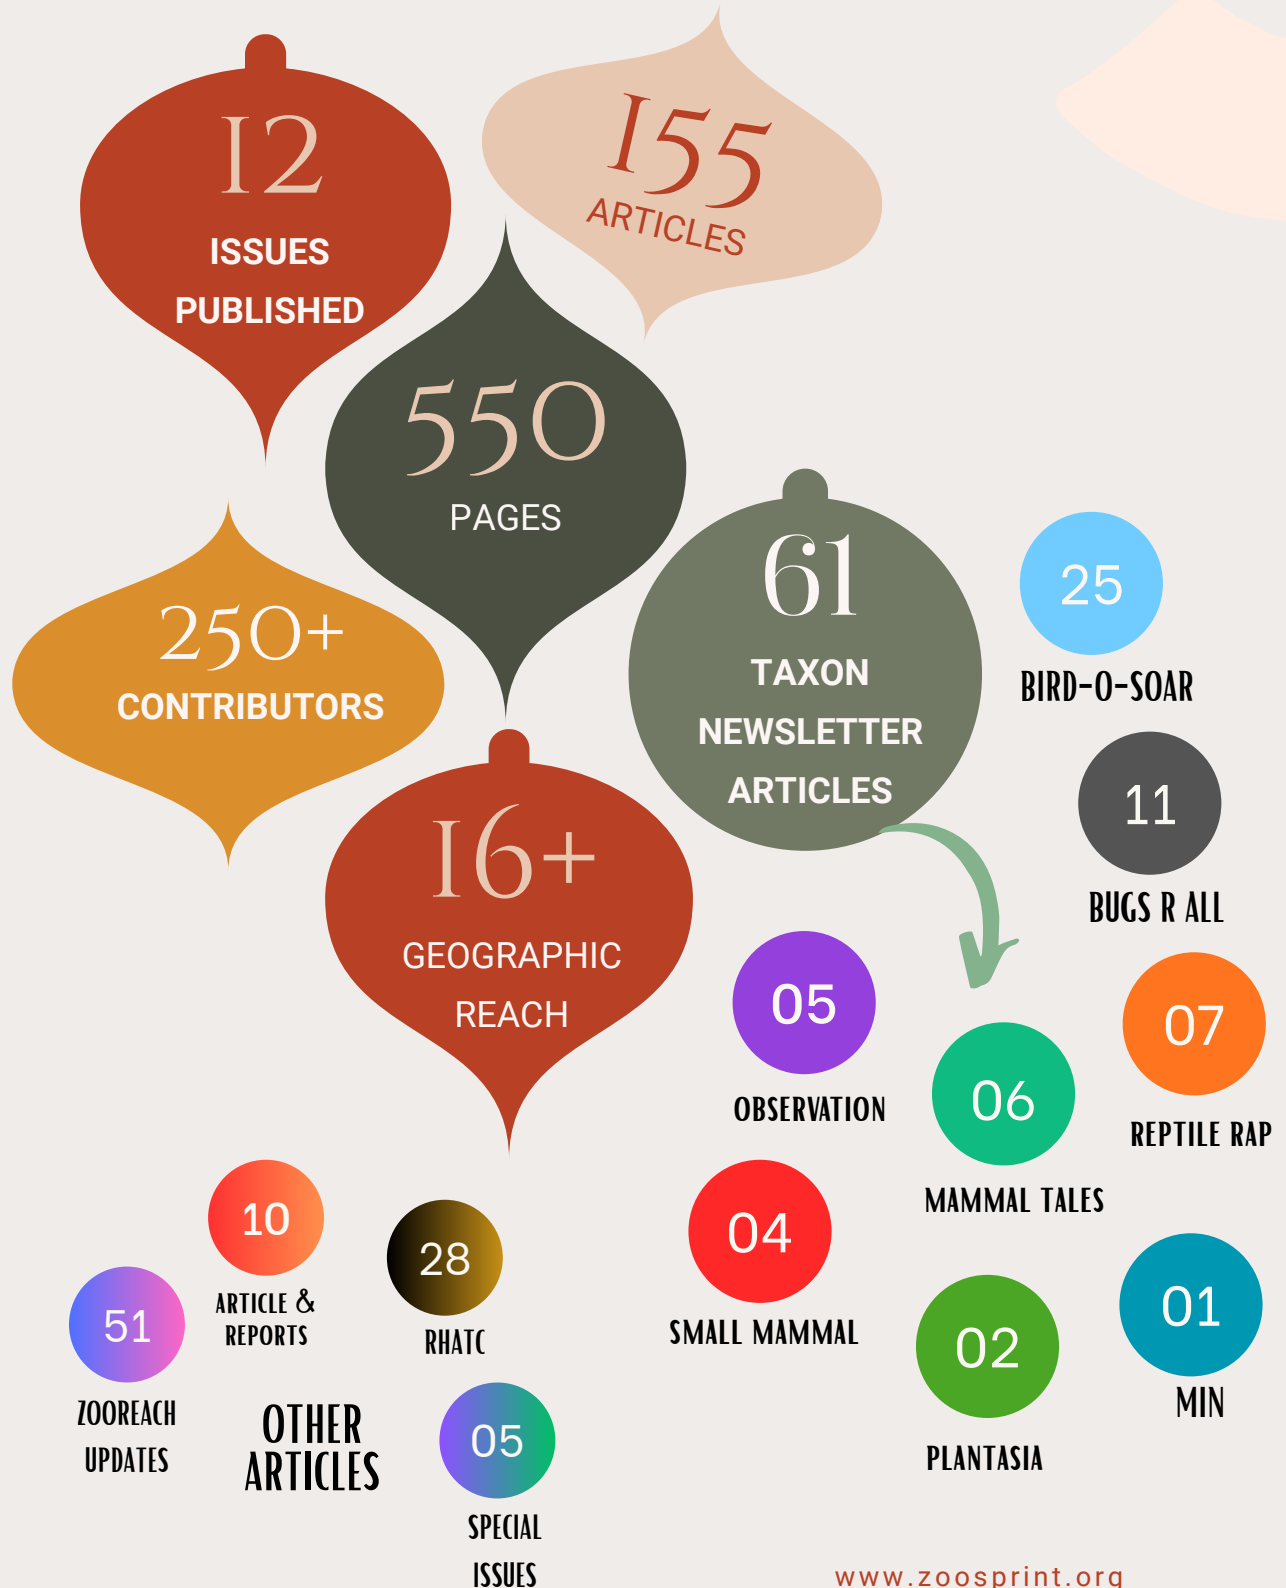 12
ISSUES
PUBLISHED
155
ARTICLES
550
PAGES
250+
CONTRIBUTORS
61
TAXON
NEWSLETTER
ARTICLES
16+
GEOGRAPHIC
REACH
25
BIRD-O-SOAR
11
BUGS R ALL
07
REPTILE RAP
05
OBSERVATION
06
MAMMAL TALES
04
SMALL MAMMAL
02
PLANTASIA
01
MIN
10
ARTICLE &
REPORTS
28
RHATC
51
ZOOREACH
UPDATES
OTHER
ARTICLES
05
SPECIAL
ISSUES
www.zoosprint.org